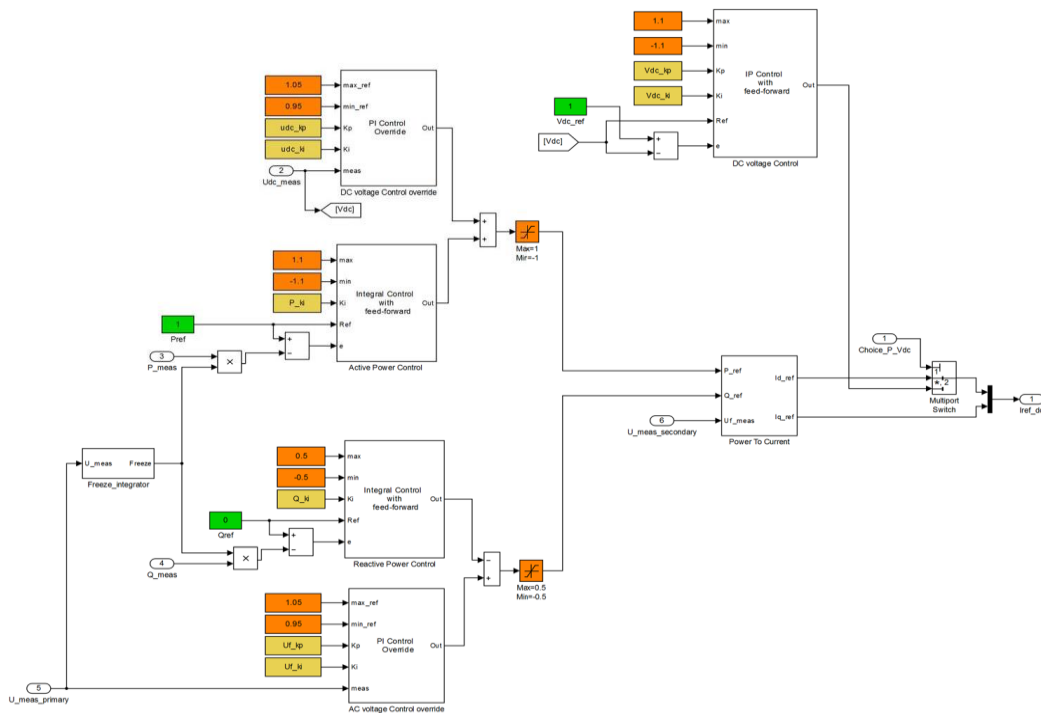 1.05
0.95
udc_kp
udc_ki
2
Udc_meas
max_ref
min_ref
Kp
Ki
meas
PI Control
Override
Out
DC voltage Control override
[Vdc]
1.1
-1.1
Vdc_kp
Vdc_ki
1
Vdc_ref
[Vdc]
+
−
max
min
Kp
Ki
Ref
e
IP Control
with
feed-forward
Out
DC voltage Control
1.1
-1.1
P_ki
1
Pref
3
P_meas
×
+
−
max
min
Ki
Ref
e
Integral Control
with
feed-forward
Out
Active Power Control
+
+
Max=1
Min=-1
1
Choice_P_Vdc
1
*, 2
Multiport
Switch
P_ref
Q_ref
Uf_meas
Id_ref
Iq_ref
Power To Current
6
U_meas_secondary
1
U_meas
Freeze
Freeze_integrator
0.5
-0.5
Q_ki
0
Qref
4
Q_meas
×
+
−
max
min
Ki
Ref
e
Integral Control
with
feed-forward
Out
Reactive Power Control
−
+
Max=0.5
Min=-0.5
1.05
0.95
Uf_kp
Uf_ki
5
U_meas_primary
max_ref
min_ref
Kp
Ki
meas
PI Control
Override
Out
AC voltage Control override